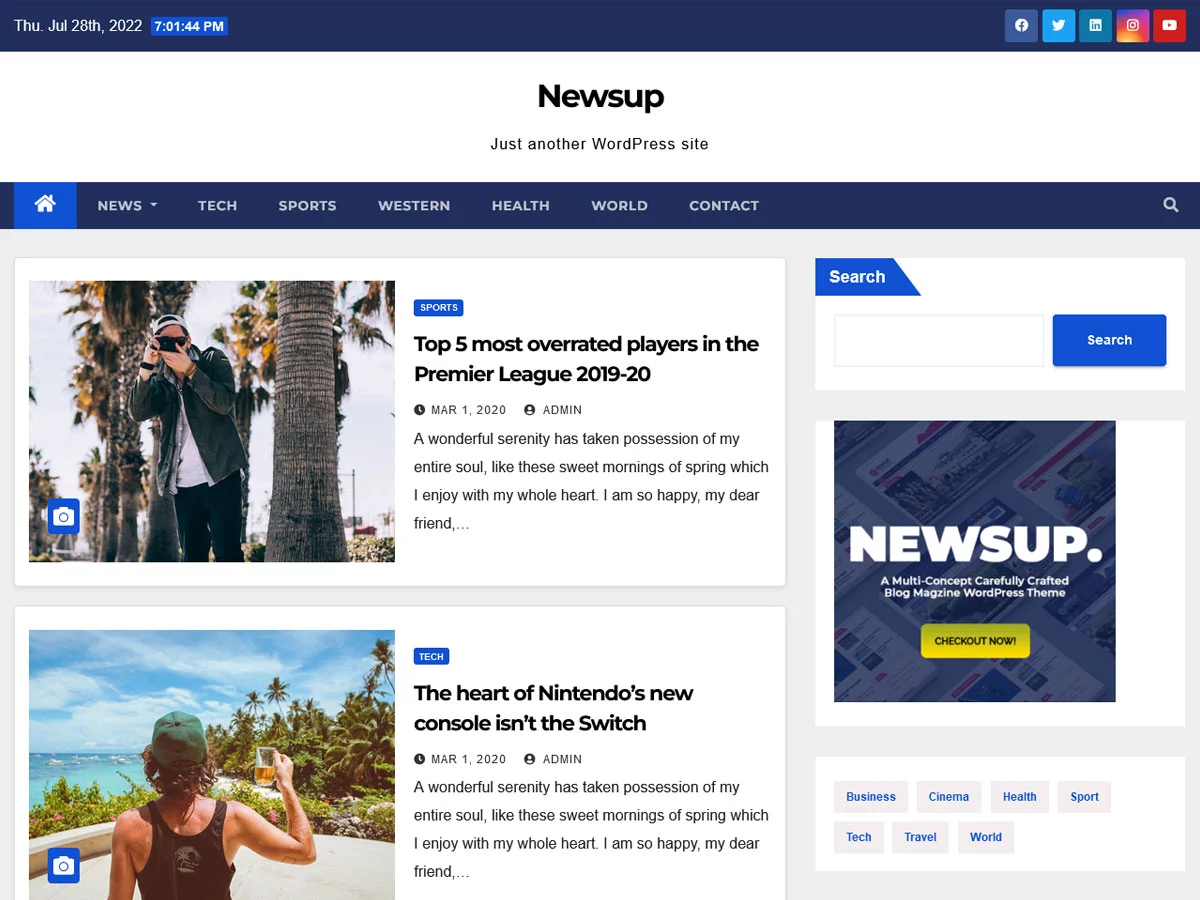 Thu. Jul 28th, 2022 7:01:44 PM
Newsup
Just another WordPress site
NEWS TECH SPORTS WESTERN HEALTH WORLD CONTACT
SPORTS
Top 5 most overrated players in the
Premier League 2019-20
MAR 1, 2020 ADMIN
A wonderful serenity has taken possession of my
entire soul, like these sweet mornings of spring which
I enjoy with my whole heart. I am so happy, my dear
friend,…
TECH
The heart of Nintendo’s new
console isn’t the Switch
MAR 1, 2020 ADMIN
A wonderful serenity has taken possession of my
entire soul, like these sweet mornings of spring which
I enjoy with my whole heart. I am so happy, my dear
friend,…
Search
Search
NEWSUP.
A Multi-Concept Carefully Crafted
Blog Magzine WordPress Theme
CHECKOUT NOW!
Business Cinema Health Sport
Tech Travel World